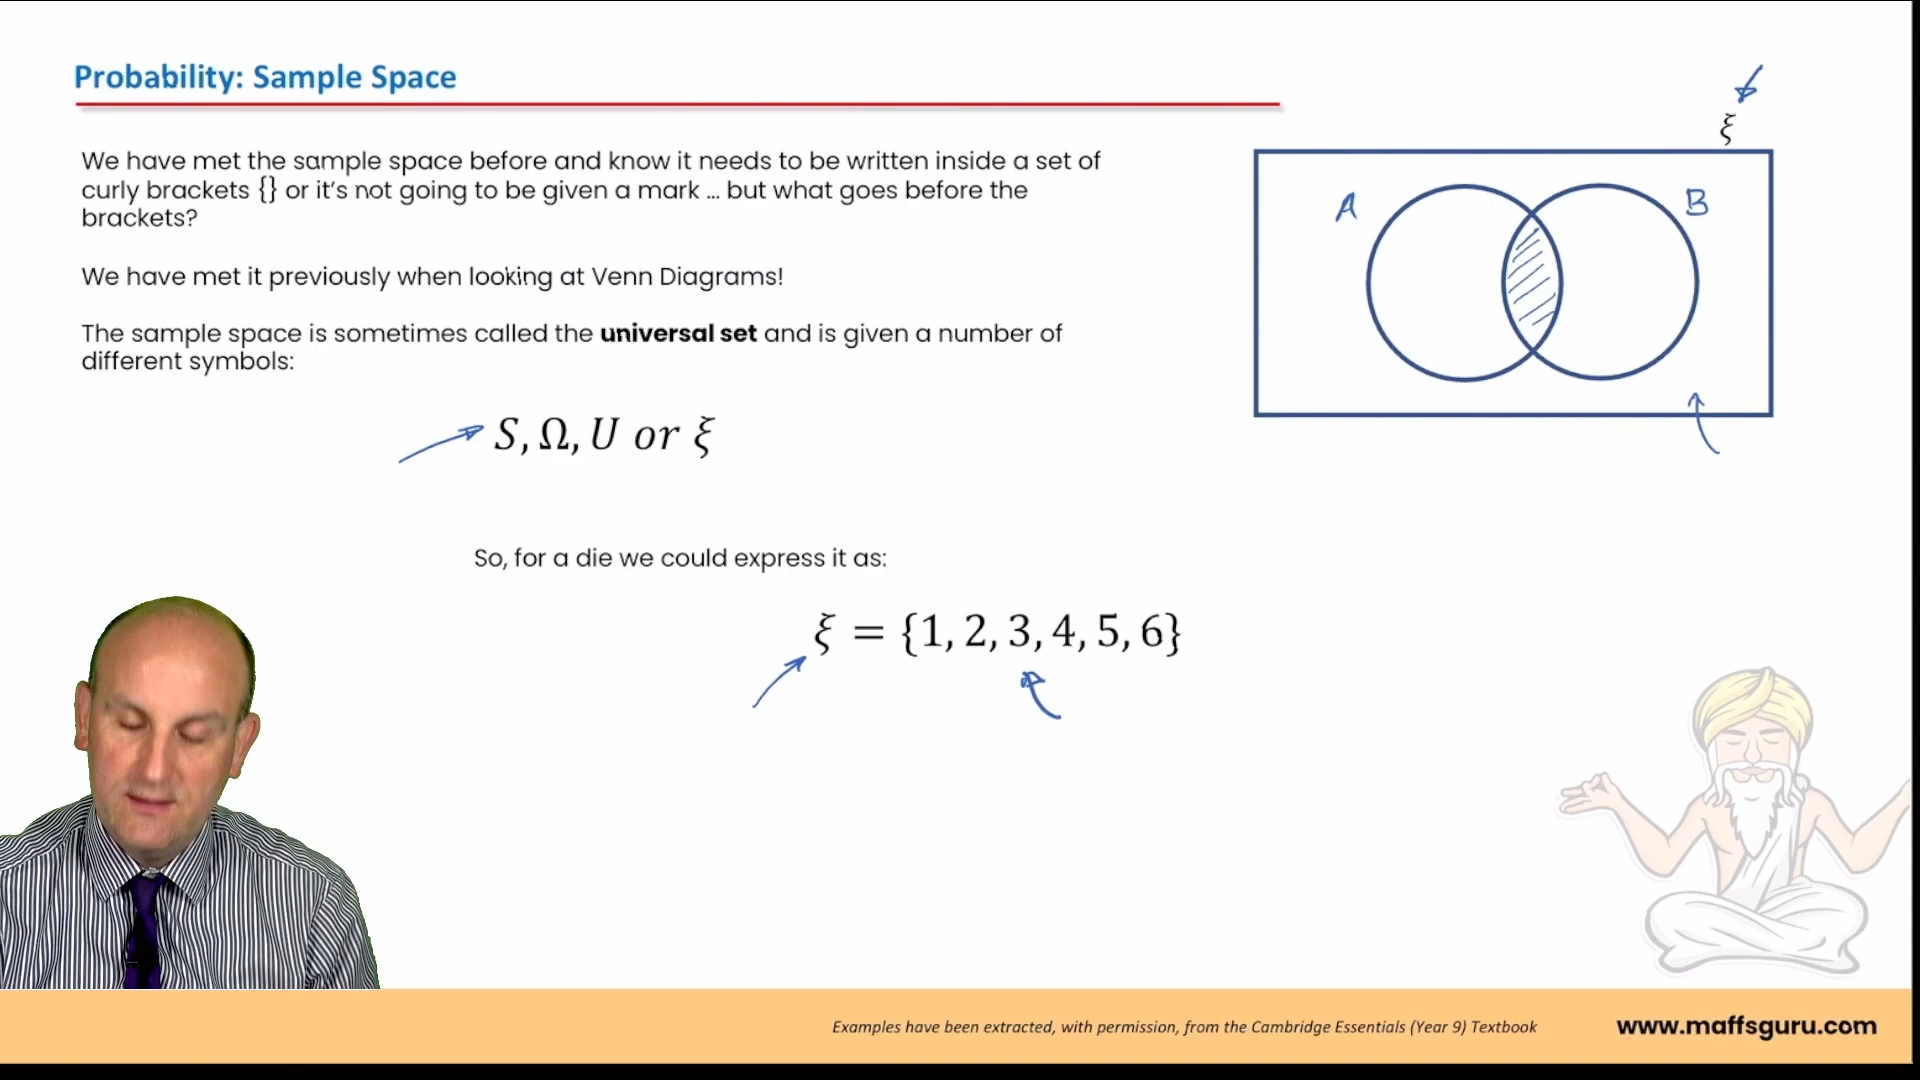 Probability: Sample Space
We have met the sample space before and know it needs to be written inside a set of
curly brackets {} or it's not going to be given a mark ... but what goes before the
brackets?
We have met it previously when looking at Venn Diagrams!
The sample space is sometimes called the universal set and is given a number of
different symbols:
S, Ω, U or ξ
ξ
A
B
So, for a die we could express it as:
ξ = {1, 2, 3, 4, 5, 6}
Examples have been extracted, with permission, from the Cambridge Essentials (Year 9) Textbook
www.maffsguru.com